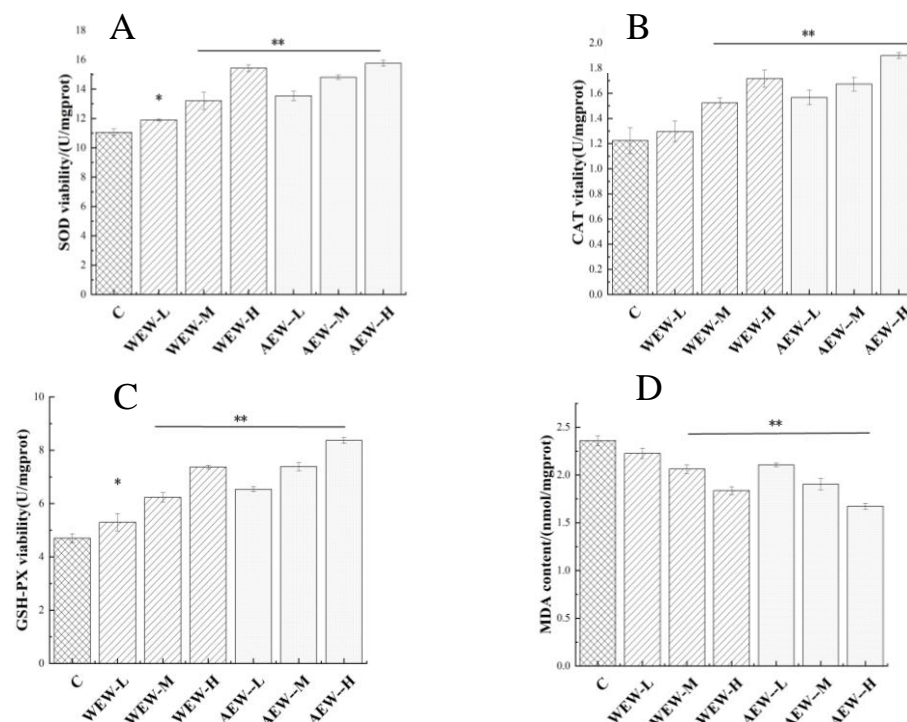 A
**
*
18
16
14
12
10
8
6
4
2
0
SOD viability/(U/mgprot)
C
WEW-L
WEW-M
WEW-H
AEW--L
AEW--M
AEW--H
B
**
2.0
1.8
1.6
1.4
1.2
1.0
0.8
0.6
0.4
0.2
0.0
CAT vitality(U/mgprot)
C
WEW-L
WEW-M
WEW-H
AEW--L
AEW--M
AEW--H
C
**
*
10
8
6
4
2
0
GSH-PX viability(U/mgprot)
C
WEW-L
WEW-M
WEW-H
AEW--L
AEW--M
AEW--H
D
**
2.5
2.0
1.5
1.0
0.5
0.0
MDA content/(nmol/mgprot)
C
WEW-L
WEW-M
WEW-H
AEW--L
AEW--M
AEW--H